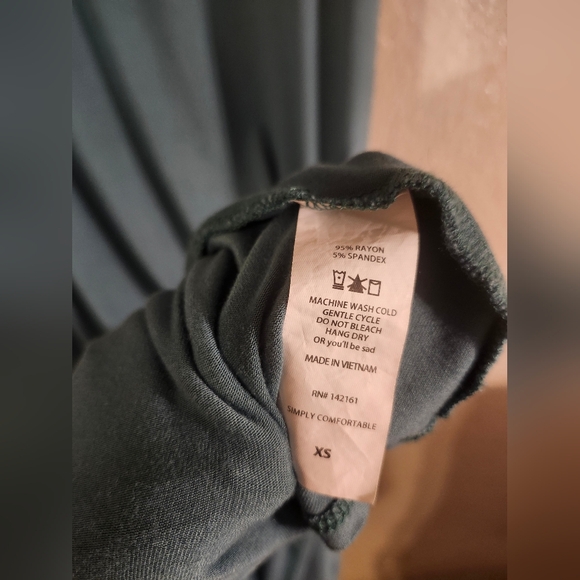 95% RAYON
5% SPANDEX
MACHINE WASH COLD
GENTLE CYCLE
DO NOT BLEACH
HANG DRY
OR you'll be sad
MADE IN VIETNAM
RN# 142161
SIMPLY COMFORTABLE
XS